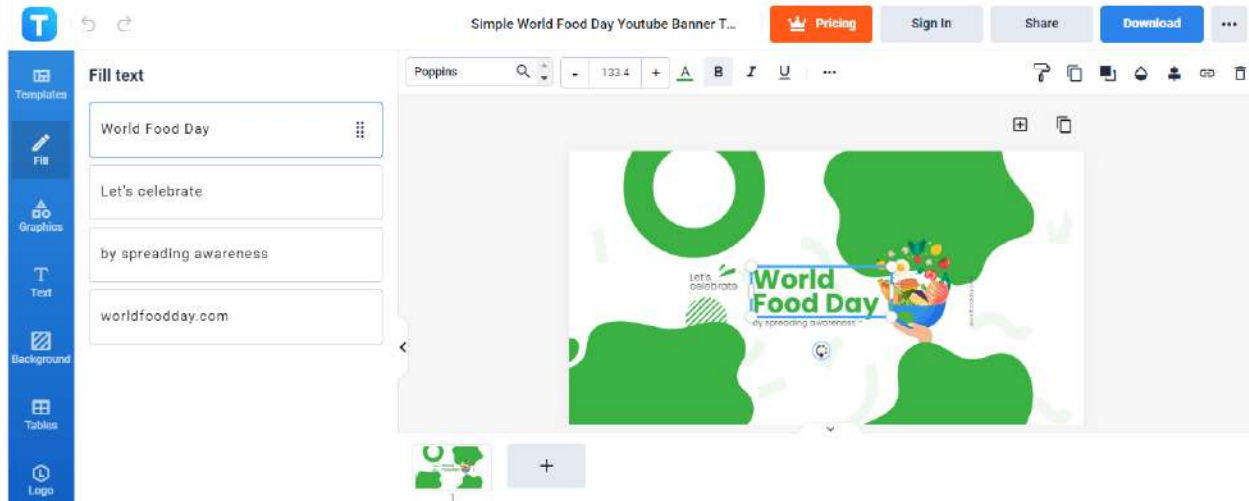 T
Simple World Food Day Youtube Banner T...
Pricing
Sign In
Share
Download
Templates
Fill
Graphics
Text
Background
Tables
Logo
Fill text
World Food Day
Let's celebrate
by spreading awareness
worldfoodday.com
Poppins
-
133.4
+
A
B
I
U
Let's
celebrate
World
Food Day
by spreading awareness
+
1